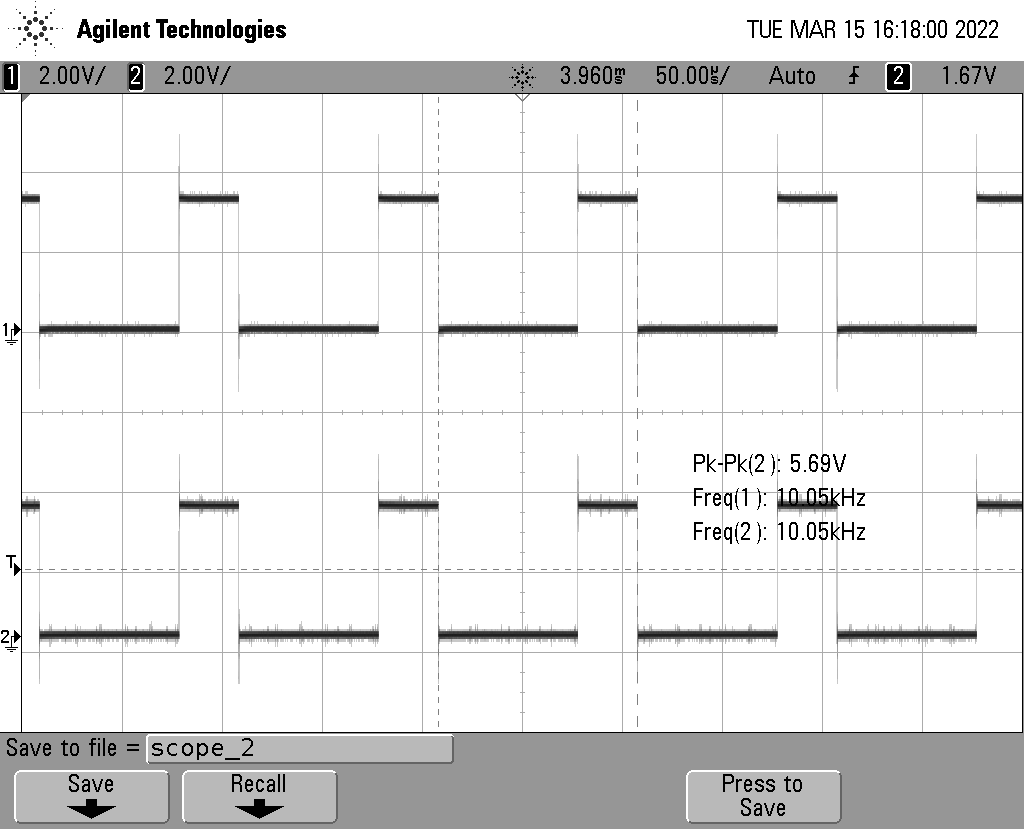 Agilent Technologies TUE MAR 15 16:18:00 2022
1 2.00V/ 2 2.00V/ 3.960ms 50.00µs/ Auto 2 1.67V
1
Pk-Pk(2): 5.69V
Freq(1): 10.05kHz
Freq(2): 10.05kHz
T
2
Save to file = scope_2
Save Recall Press to
Save